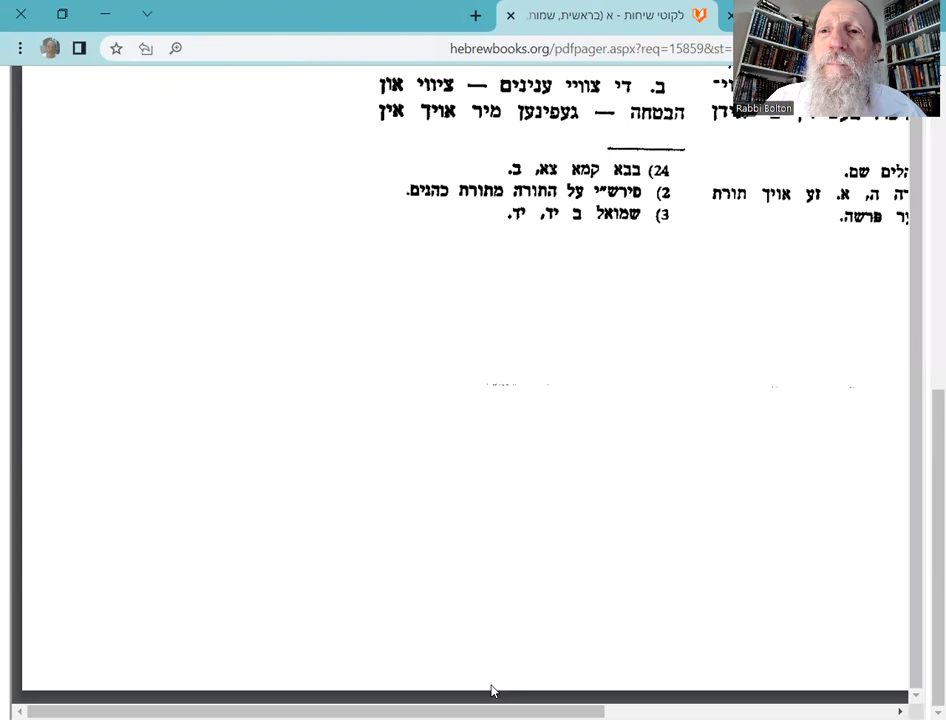 לקוטי שיחות - א (בראשית, שמות.
hebrewbooks.org/pdfpager.aspx?req=15859&st=
Rabbi Bolton
ב. די צוויי ענינים — ציווי און
הבטחה — געפינען מיר אויך אין
24) בבא קמא צא, ב.
2) פירש״י על התורה מתורת כהנים.
3) שמואל ב יד, יד.
הלים שם.
ה, א. זע אויך תורת
פרשה.